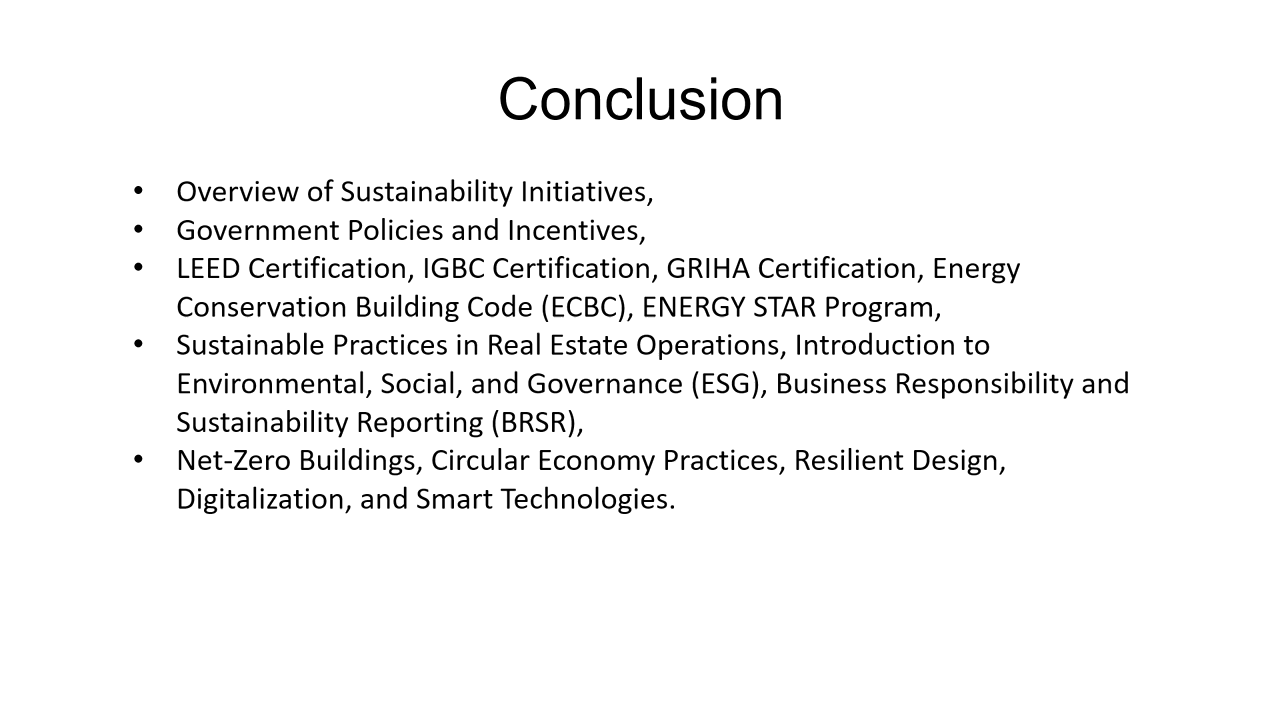 Conclusion
• Overview of Sustainability Initiatives,
• Government Policies and Incentives,
• LEED Certification, IGBC Certification, GRIHA Certification, Energy
Conservation Building Code (ECBC), ENERGY STAR Program,
• Sustainable Practices in Real Estate Operations, Introduction to
Environmental, Social, and Governance (ESG), Business Responsibility and
Sustainability Reporting (BRSR),
• Net-Zero Buildings, Circular Economy Practices, Resilient Design,
Digitalization, and Smart Technologies.